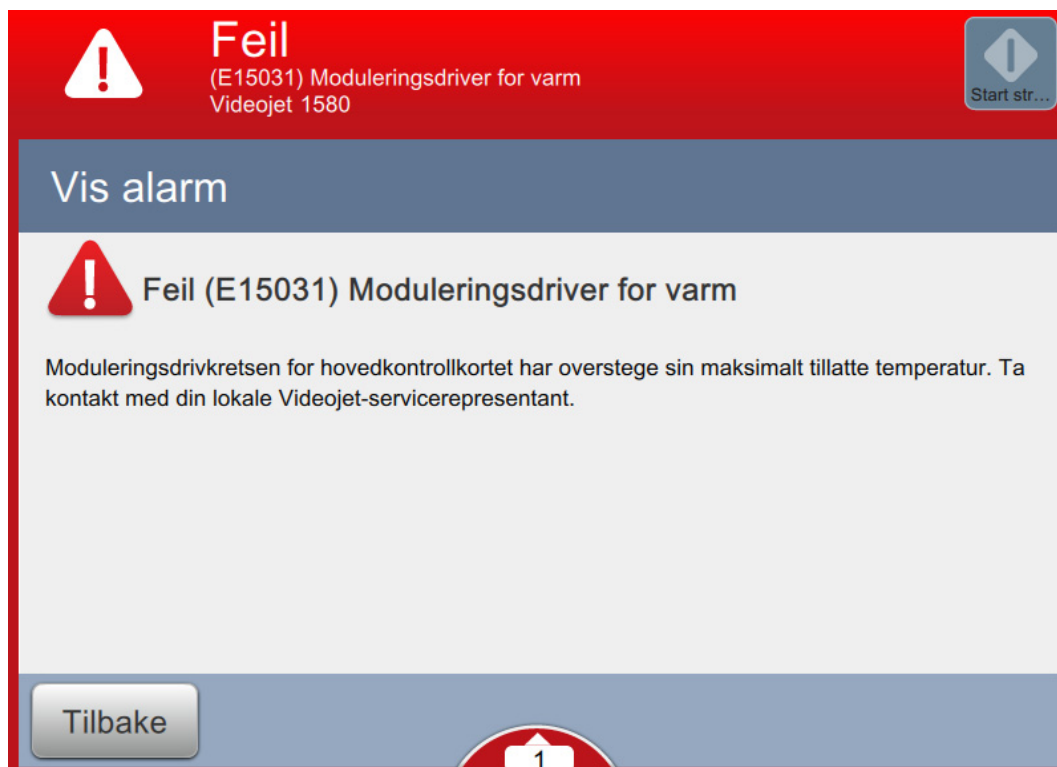 Feil
(E15031) Moduleringsdriver for varm
Videojet 1580
Start str...
Vis alarm
Feil (E15031) Moduleringsdriver for varm
Moduleringsdrivkretsen for hovedkontrollkortet har overstege sin maksimalt tillatte temperatur. Ta
kontakt med din lokale Videojet-servicerepresentant.
Tilbake
1